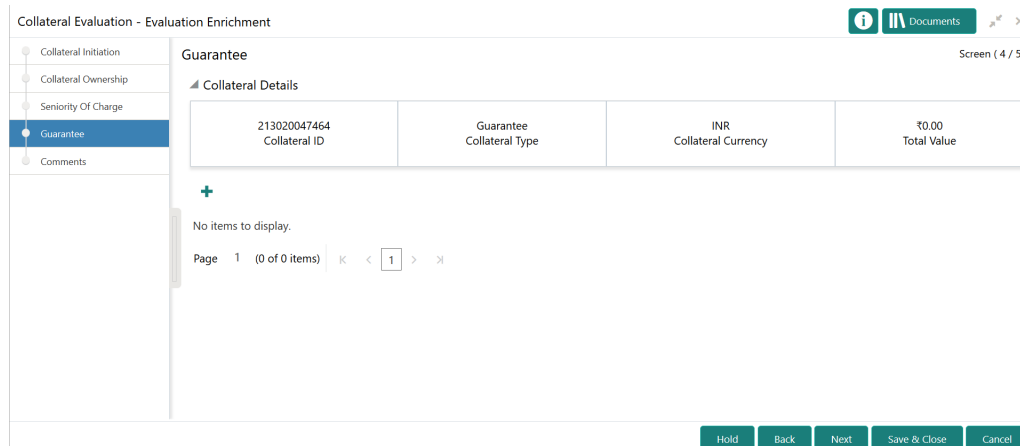 Collateral Evaluation - Evaluation Enrichment
Documents
Collateral Initiation
Collateral Ownership
Seniority Of Charge
Guarantee
Comments
Guarantee
Screen ( 4 / 5
Collateral Details
213020047464
Collateral ID
Guarantee
Collateral Type
INR
Collateral Currency
₹0.00
Total Value
No items to display.
Page 1 (0 of 0 items) 1
Hold Back Next Save & Close Cancel